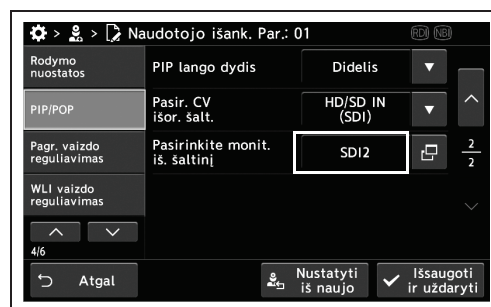 > > Naudotojo išank. Par.: 01 RDI NBI
Rodymo
nuostatos
PIP/POP
Pagr. vaizdo
reguliavimas
WLI vaizdo
reguliavimas
4/6
PIP lango dydis Didelis
Pasir. CV
išor. šalt.
HD/SD IN
(SDI)
Pasirinkite monit.
iš. šaltinį
SDI2
2
2
Atgal
Nustatyti
iš naujo
Išsaugoti
ir uždaryti